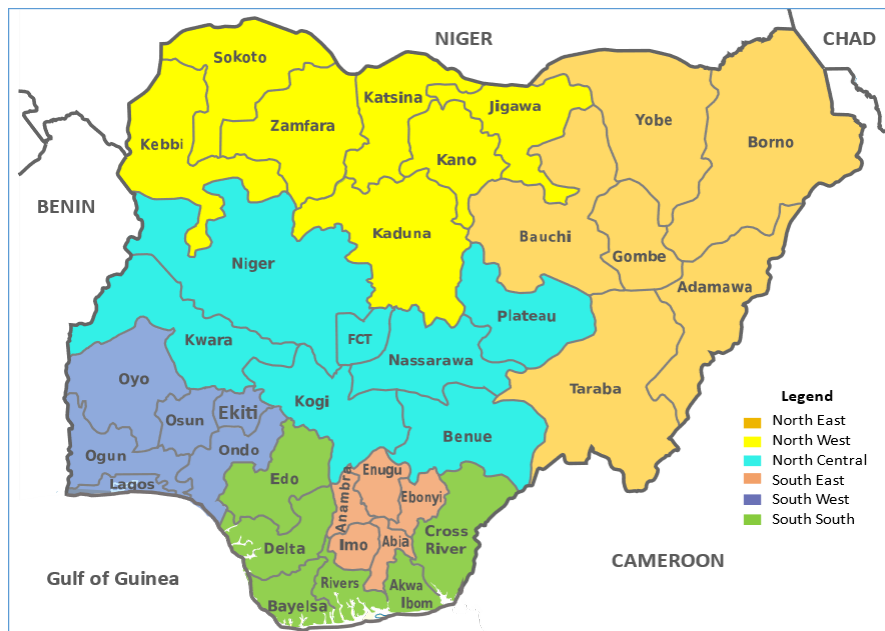 NIGER
CHAD
Sokoto
Katsina
Jigawa
Zamfara
Yobe
Borno
Kebbi
Kano
BENIN
Kaduna
Bauchi
Gombe
Niger
Adamawa
Plateau
Kwara
FCT
Nassarawa
Oyo
Taraba
Kogi
Ekiti
Osun
Benue
Ogun
Ondo
Edo
Enugu
Lagos
Anambra
Ebonyi
Cross
River
Delta
Imo
Abia
Gulf of Guinea
Rivers
Akwa
Ibom
Bayelsa
CAMEROON
Legend
North East
North West
North Central
South East
South West
South South